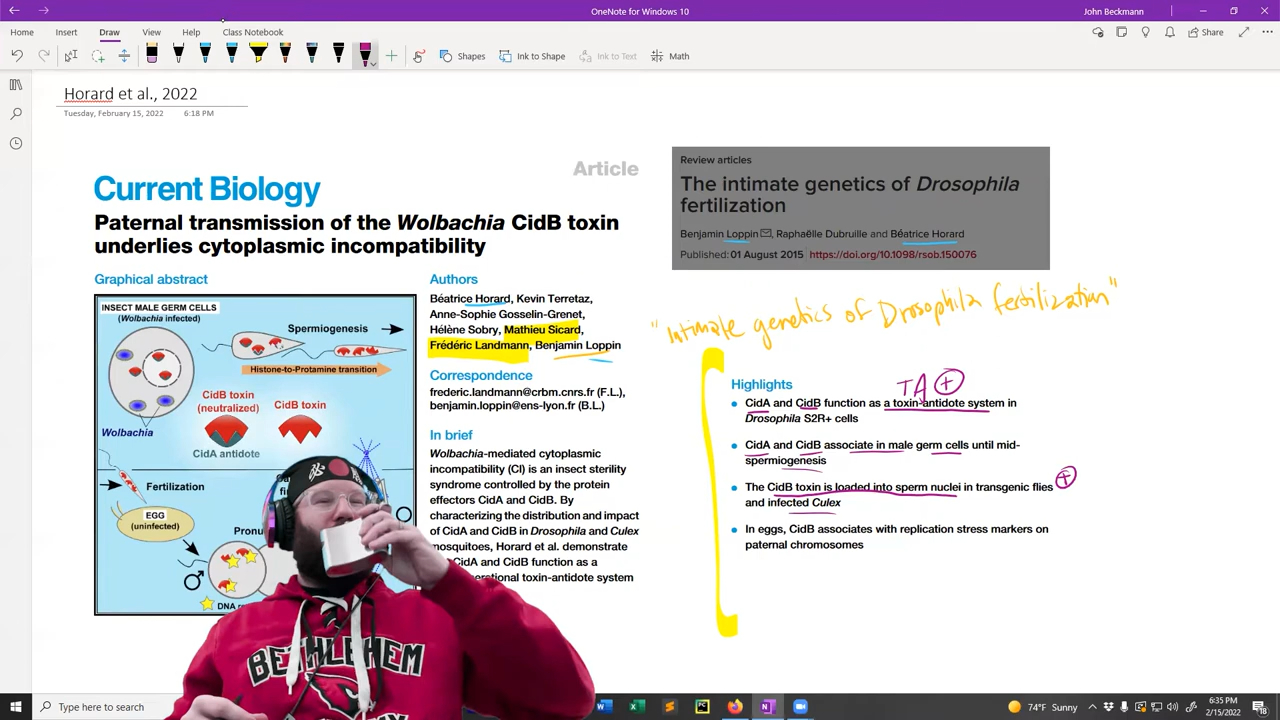 OneNote for Windows 10
John Beckmann
Home Insert Draw View Help Class Notebook
Share
Shapes Ink to Shape Ink to Text Math
Horard et al., 2022
Tuesday, February 15, 2022 6:18 PM
Article
Current Biology
Paternal transmission of the Wolbachia CidB toxin
underlies cytoplasmic incompatibility
Graphical abstract
INSECT MALE GERM CELLS
(Wolbachia infected)
Spermiogenesis
Histone-to-Protamine transition
CidB toxin
(neutralized)
CidB toxin
Wolbachia
CidA antidote
Fertilization
EGG
(uninfected)
Pronu
DNA re
Authors
Béatrice Horard, Kevin Terretaz,
Anne-Sophie Gosselin-Grenet,
Hélène Sobry, Mathieu Sicard,
Frédéric Landmann, Benjamin Loppin
Correspondence
frederic.landmann@crbm.cnrs.fr (F.L.),
benjamin.loppin@ens-lyon.fr (B.L.)
In brief
Wolbachia-mediated cytoplasmic
incompatibility (CI) is an insect sterility
syndrome controlled by the protein
effectors CidA and CidB. By
characterizing the distribution and impact
of CidA and CidB in Drosophila and Culex
mosquitoes, Horard et al. demonstrate
CidA and CidB function as a
erational toxin-antidote system
Review articles
The intimate genetics of Drosophila
fertilization
Benjamin Loppin, Raphaëlle Dubruille and Béatrice Horard
Published: 01 August 2015 https://doi.org/10.1098/rsob.150076
"Intimate genetics of Drosophila fertilization"
TA +
Highlights
CidA and CidB function as a toxin-antidote system in
Drosophila S2R+ cells
CidA and CidB associate in male germ cells until mid-
spermiogenesis
The CidB toxin is loaded into sperm nuclei in transgenic flies +
and infected Culex
In eggs, CidB associates with replication stress markers on
paternal chromosomes
BETHLEHEM
Type here to search
74°F Sunny
6:35 PM
2/15/2022
18